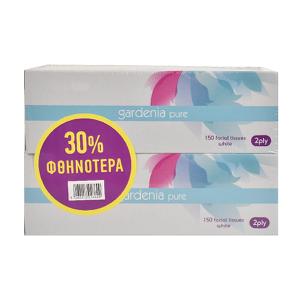 gardenia pure
150 facial tissues
white
2ply
30%
ΦΘΗΝΟΤΕΡΑ
gardenia pure
150 facial tissues
white
2ply